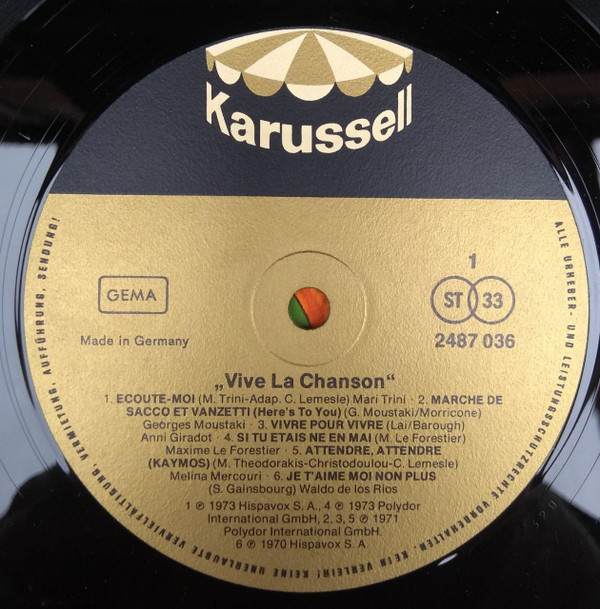 Karussell
GEMA
Made in Germany
1
ST 33
2487 036
„Vive La Chanson“
1. ECOUTE-MOI (M. Trini-Adap. C. Lemesle) Mari Trini · 2. MARCHE DE
SACCO ET VANZETTI (Here's To You) (G. Moustaki/Morricone)
Georges Moustaki · 3. VIVRE POUR VIVRE (Lai/Barough)
Anni Giradot · 4. SI TU ETAIS NE EN MAI (M. Le Forestier)
Maxime Le Forestier · 5. ATTENDRE, ATTENDRE
(KAYMOS) (M. Theodorakis-Christodoulou-C. Lemesle)
Melina Mercouri · 6. JE T'AIME MOI NON PLUS
(S. Gainsbourg) Waldo de los Rios
1 ℗ 1973 Hispavox S. A., 4 ℗ 1973 Polydor
International GmbH, 2, 3, 5 ℗ 1971
Polydor International GmbH.
6 ℗ 1970 Hispavox S. A
ALLE URHEBER- UND LEISTUNGSSCHUTZRECHTE VORBEHALTEN. KEIN VERLEIH! KEINE UNERLAUBTE VERVIELFÄLTIGUNG, VERMIETUNG, AUFFÜHRUNG, SENDUNG!